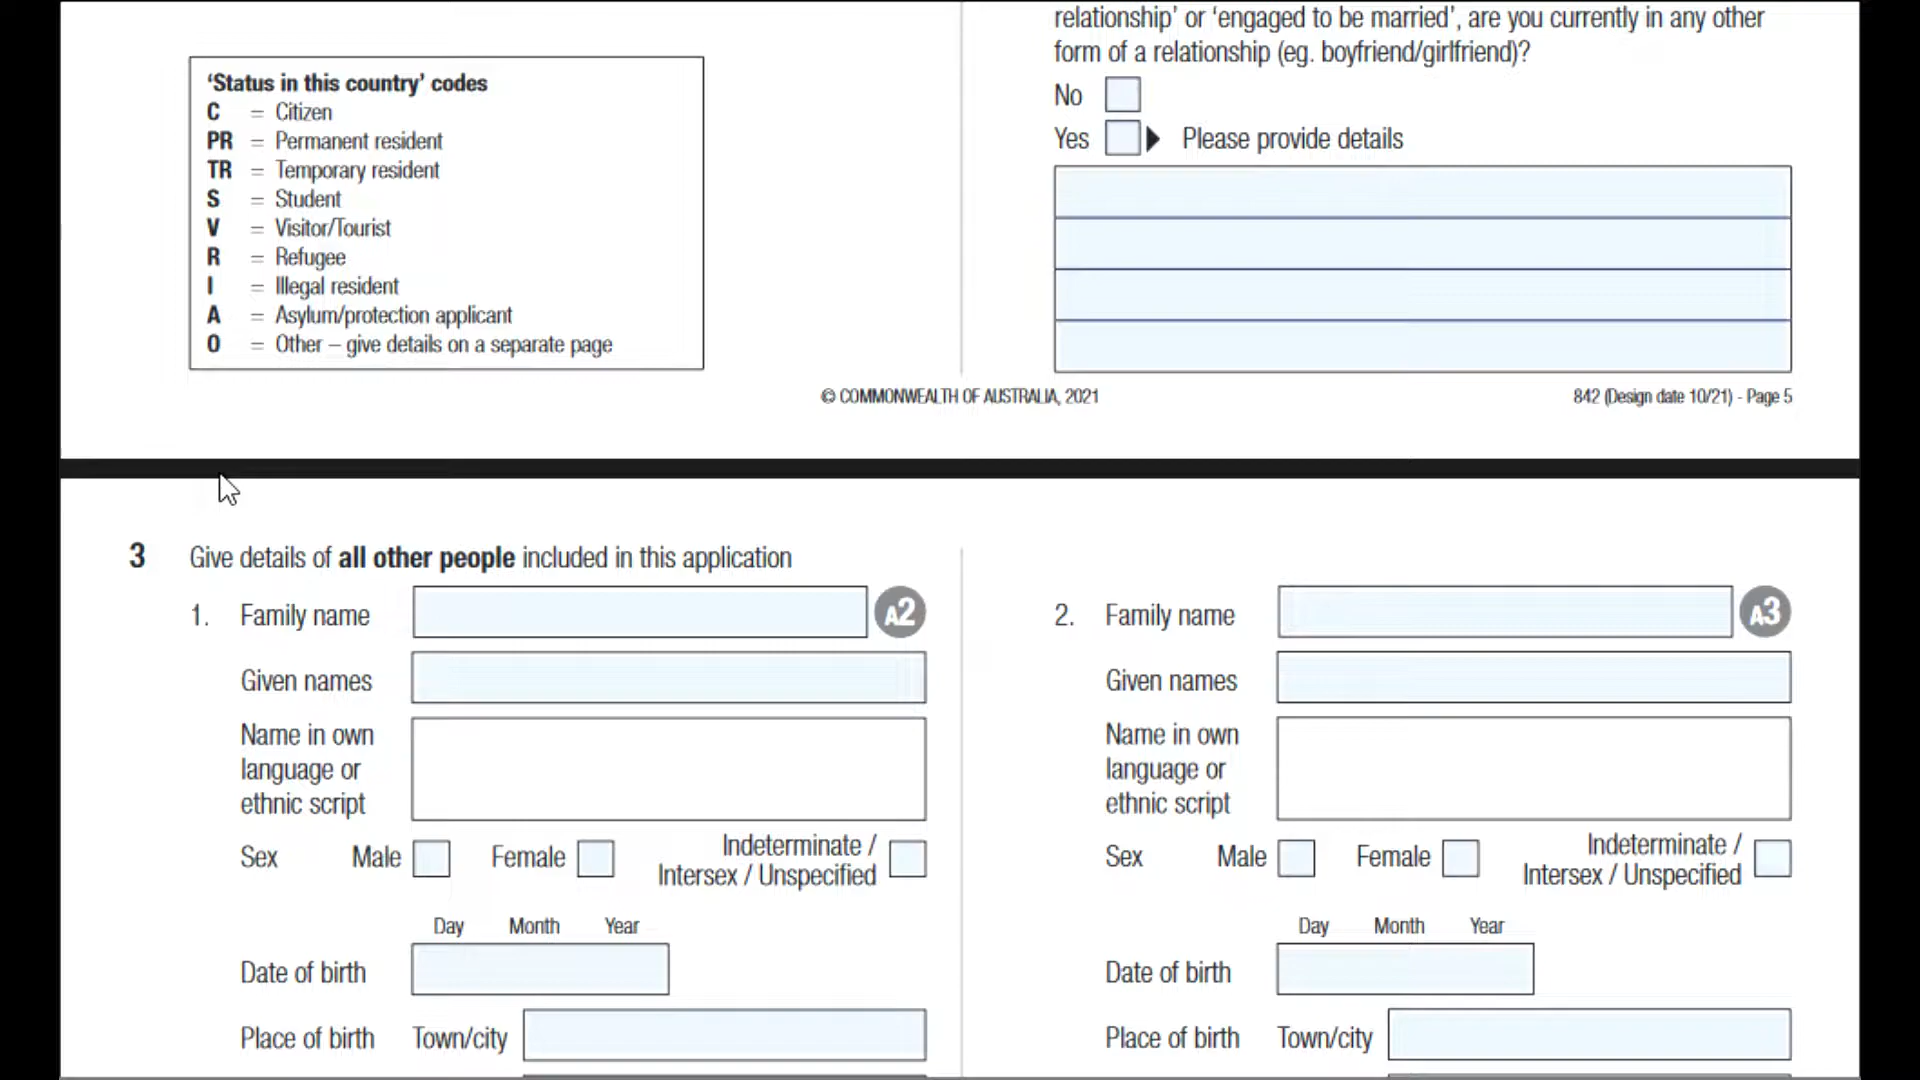 relationship’ or ‘engaged to be married’, are you currently in any other
form of a relationship (eg. boyfriend/girlfriend)?
No
Yes Please provide details
‘Status in this country’ codes
C = Citizen
PR = Permanent resident
TR = Temporary resident
S = Student
V = Visitor/Tourist
R = Refugee
I = Illegal resident
A = Asylum/protection applicant
O = Other – give details on a separate page
© COMMONWEALTH OF AUSTRALIA, 2021
842 (Design date 10/21) - Page 5
3 Give details of all other people included in this application
1. Family name A2
Given names
Name in own
language or
ethnic script
Sex Male Female Indeterminate /
Intersex / Unspecified
Day Month Year
Date of birth
Place of birth Town/city
2. Family name A3
Given names
Name in own
language or
ethnic script
Sex Male Female Indeterminate /
Intersex / Unspecified
Day Month Year
Date of birth
Place of birth Town/city